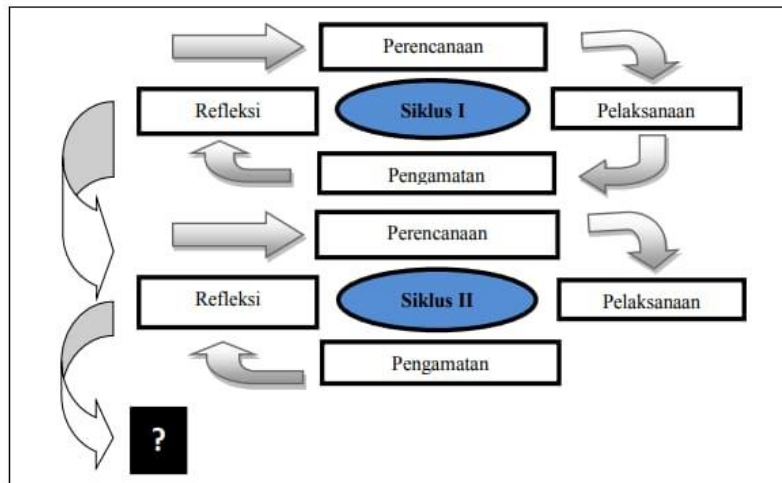 Perencanaan
Refleksi
Siklus I
Pelaksanaan
Pengamatan
Perencanaan
Refleksi
Siklus II
Pelaksanaan
Pengamatan
?